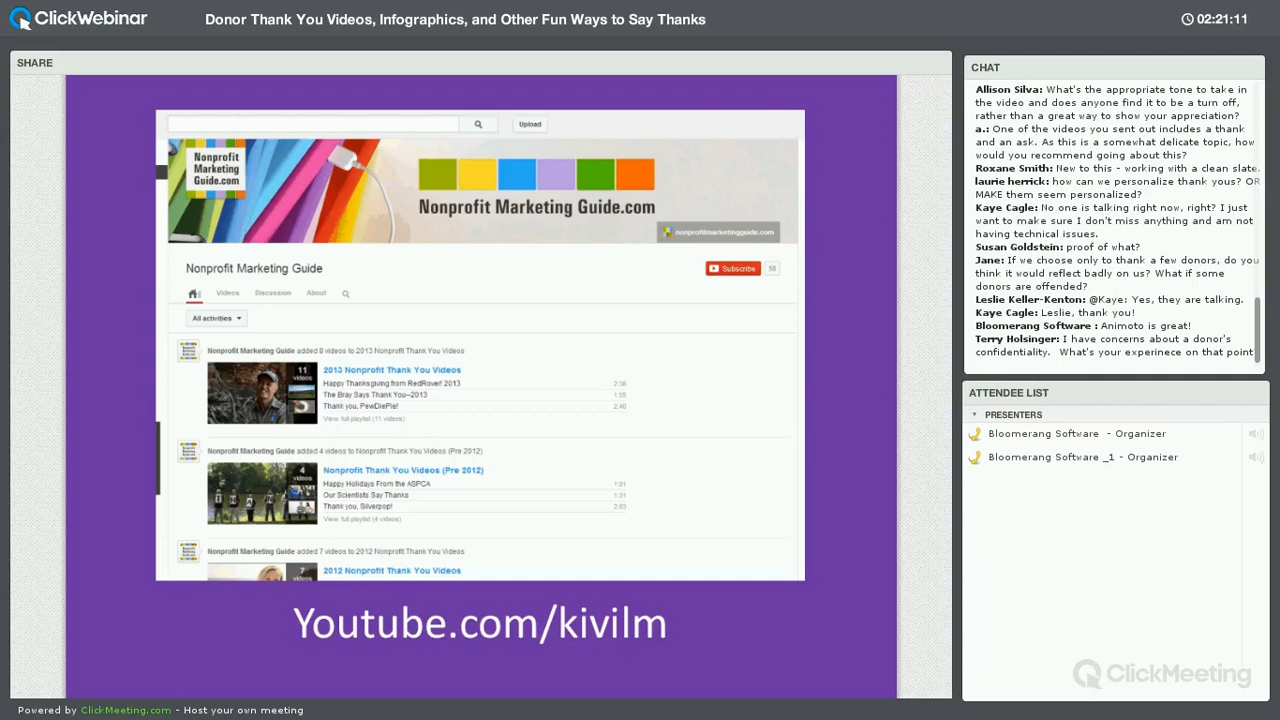 ClickWebinar
Donor Thank You Videos, Infographics, and Other Fun Ways to Say Thanks
02:21:11
SHARE
Upload
Nonprofit
Marketing
Guide.com
Nonprofit Marketing Guide.com
nonprofitmarketingguide.com
Nonprofit Marketing Guide
Subscribe 56
Videos Discussion About
All activities
Nonprofit Marketing Guide added 8 videos to 2013 Nonprofit Thank You Videos
11
videos
2013 Nonprofit Thank You Videos
Happy Thanksgiving from RedRover! 2013 2:36
The Bray Says Thank You--2013 1:55
Thank you, PewDiePie! 2:40
View full playlist (11 videos)
Nonprofit Marketing Guide added 4 videos to Nonprofit Thank You Videos (Pre 2012)
4
videos
Nonprofit Thank You Videos (Pre 2012)
Happy Holidays From the ASPCA 1:01
Our Scientists Say Thanks 1:31
Thank you, Silverpop! 2:03
View full playlist (4 videos)
Nonprofit Marketing Guide added 7 videos to 2012 Nonprofit Thank You Videos
7
videos
2012 Nonprofit Thank You Videos
Youtube.com/kivilm
CHAT
Allison Silva: What's the appropriate tone to take in
the video and does anyone find it to be a turn off,
rather than a great way to show your appreciation?
a.: One of the videos you sent out includes a thank
and an ask. As this is a somewhat delicate topic, how
would you recommend going about this?
Roxane Smith: New to this - working with a clean slate.
laurie herrick: how can we personalize thank yous? OR
MAKE them seem personalized?
Kaye Cagle: No one is talking right now, right? I just
want to make sure I don't miss anything and am not
having technical issues.
Susan Goldstein: proof of what?
Jane: If we choose only to thank a few donors, do you
think it would reflect badly on us? What if some
donors are offended?
Leslie Keller-Kenton: @Kaye: Yes, they are talking.
Kaye Cagle: Leslie, thank you!
Bloomerang Software : Animoto is great!
Terry Holsinger: I have concerns about a donor's
confidentiality. What's your experinece on that point
ATTENDEE LIST
PRESENTERS
Bloomerang Software - Organizer
Bloomerang Software _1 - Organizer
ClickMeeting
Powered by ClickMeeting.com - Host your own meeting